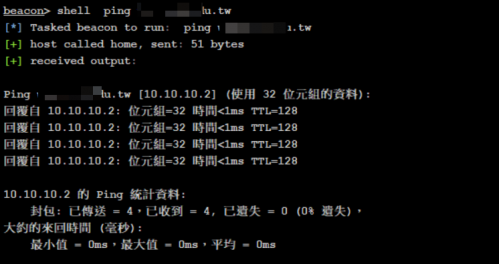 beacon> shell ping du.tw
[*] Tasked beacon to run: ping u.tw
[+] host called home, sent: 51 bytes
[+] received output:
Ping du.tw [10.10.10.2] (使用 32 位元組的資料):
回覆自 10.10.10.2: 位元組=32 時間<1ms TTL=128
回覆自 10.10.10.2: 位元組=32 時間<1ms TTL=128
回覆自 10.10.10.2: 位元組=32 時間<1ms TTL=128
回覆自 10.10.10.2: 位元組=32 時間<1ms TTL=128
10.10.10.2 的 Ping 統計資料:
封包: 已傳送 = 4，已收到 = 4, 已遺失 = 0 (0% 遺失)，
大約的來回時間 (毫秒):
最小值 = 0ms，最大值 = 0ms，平均 = 0ms